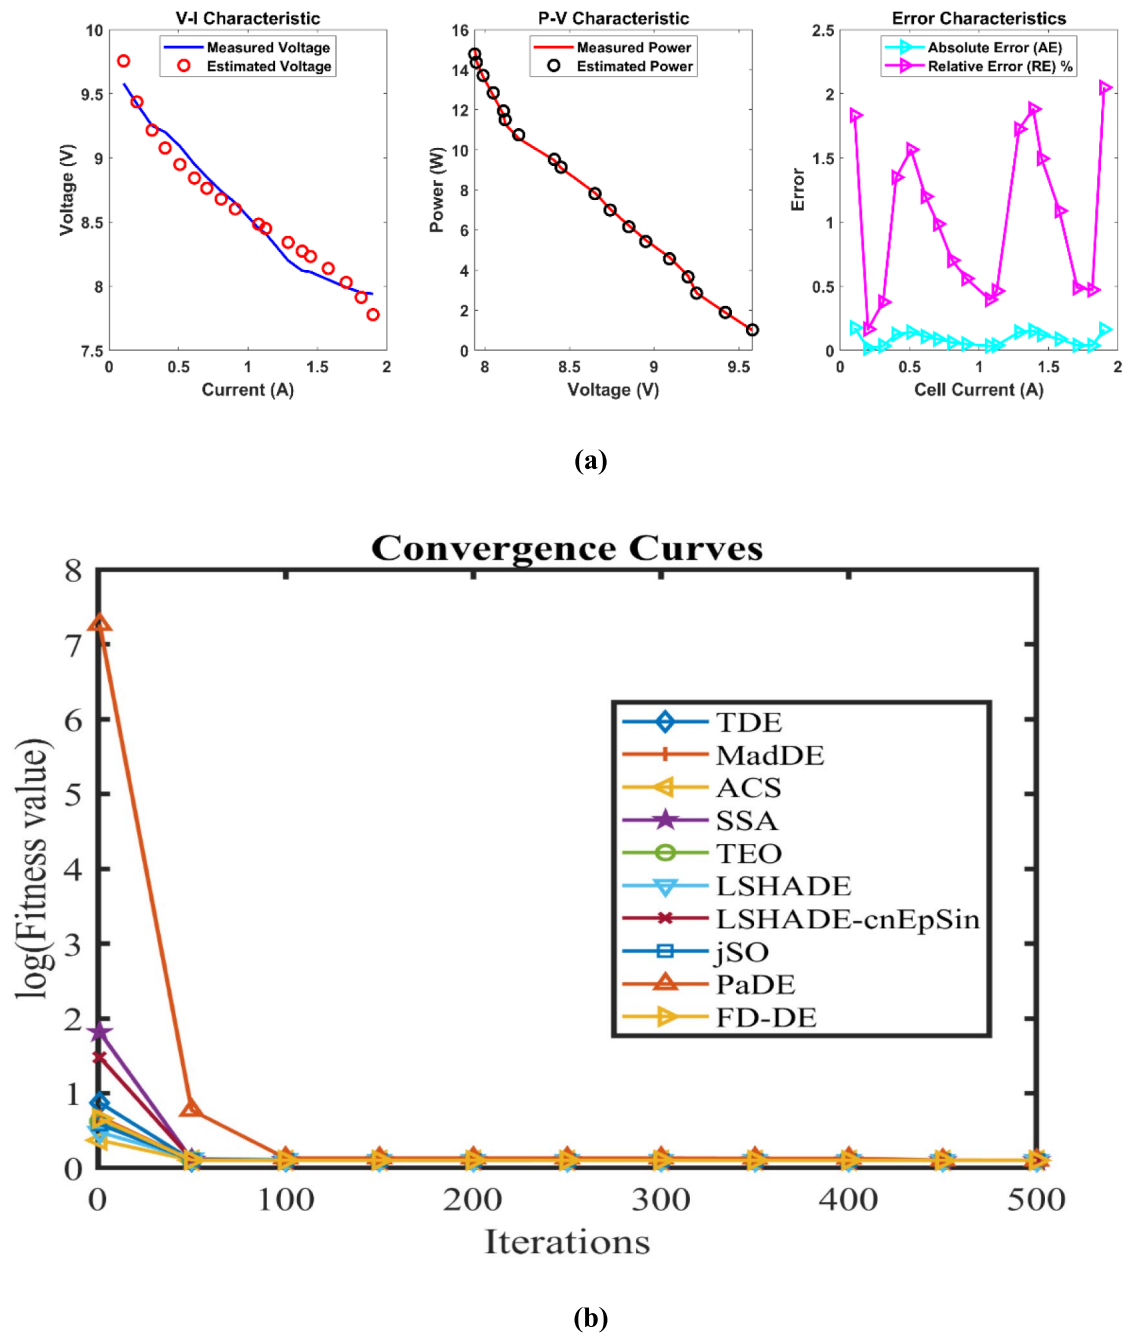 V-I Characteristic
10
9.5
9
8.5
8
7.5
Voltage (V)
Measured Voltage
Estimated Voltage
0
0.5
1
1.5
2
Current (A)
P-V Characteristic
16
14
12
10
8
6
4
2
0
Power (W)
Measured Power
Estimated Power
8
8.5
9
9.5
Voltage (V)
Error Characteristics
2.5
2
1.5
1
0.5
0
Error
Absolute Error (AE)
Relative Error (RE) %
0
0.5
1
1.5
2
Cell Current (A)
(a)
Convergence Curves
8
7
6
5
4
3
2
1
0
log(Fitness value)
TDE
MadDE
ACS
SSA
TEO
LSHADE
LSHADE-cnEpSin
jSO
PaDE
FD-DE
0
100
200
300
400
500
Iterations
(b)